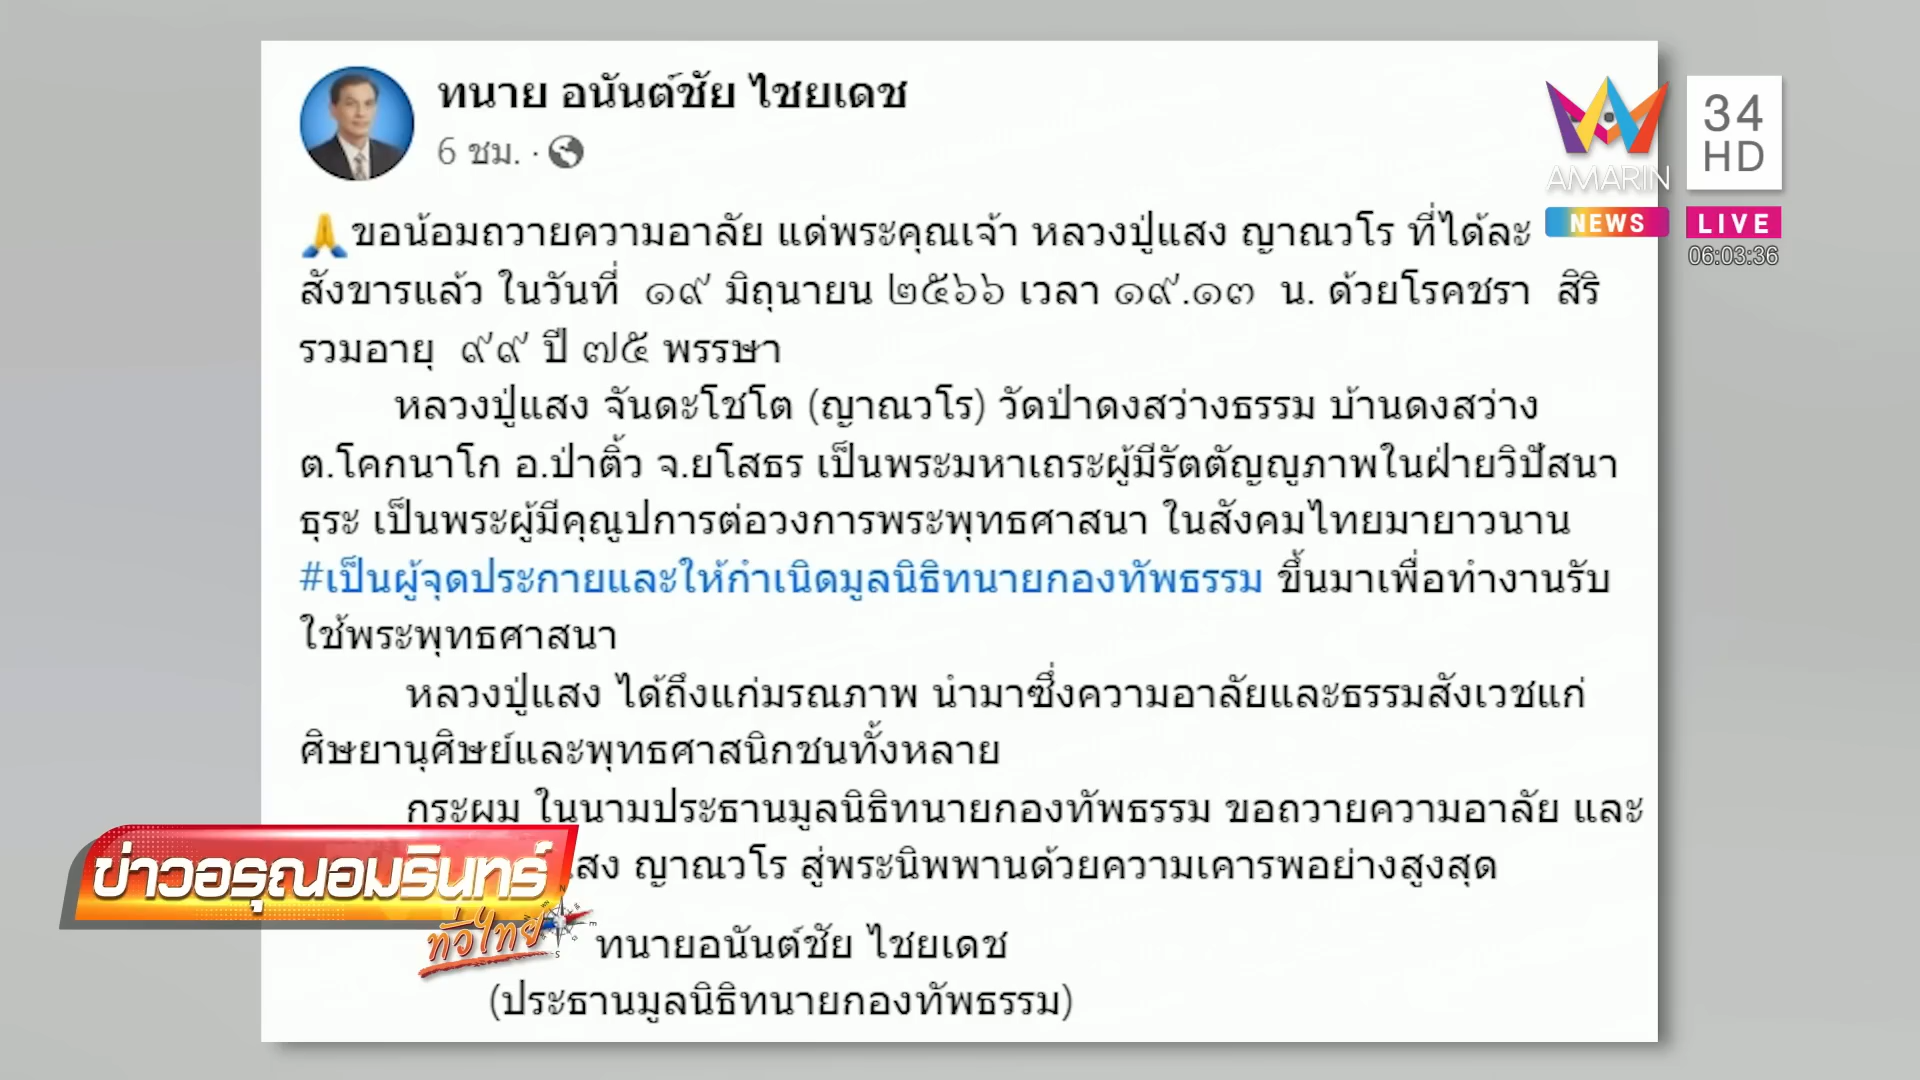 ทนาย อนันต์ชัย ไชยเดช
6 ชม. ·
🙏ขอน้อมถวายความอาลัย แด่พระคุณเจ้า หลวงปู่แสง ญาณวโร ที่ได้ละ
สังขารแล้ว ในวันที่ ๑๙ มิถุนายน ๒๕๖๖ เวลา ๑๙.๑๓ น. ด้วยโรคชรา สิริ
รวมอายุ ๙๙ ปี ๗๕ พรรษา
หลวงปู่แสง จันดะโชโต (ญาณวโร) วัดป่าดงสว่างธรรม บ้านดงสว่าง
ต.โคกนาโก อ.ป่าติ้ว จ.ยโสธร เป็นพระมหาเถระผู้มีรัตตัญญูภาพในฝ่ายวิปัสนา
ธุระ เป็นพระผู้มีคุณูปการต่อวงการพระพุทธศาสนา ในสังคมไทยมายาวนาน
#เป็นผู้จุดประกายและให้กำเนิดมูลนิธิทนายกองทัพธรรม ขึ้นมาเพื่อทำงานรับ
ใช้พระพุทธศาสนา
หลวงปู่แสง ได้ถึงแก่มรณภาพ นำมาซึ่งความอาลัยและธรรมสังเวชแก่
ศิษยานุศิษย์และพุทธศาสนิกชนทั้งหลาย
กระผม ในนามประธานมูลนิธิทนายกองทัพธรรม ขอถวายความอาลัย และ
แสง ญาณวโร สู่พระนิพพานด้วยความเคารพอย่างสูงสุด
ทนายอนันต์ชัย ไชยเดช
(ประธานมูลนิธิทนายกองทัพธรรม)
AMARIN
NEWS
34
HD
LIVE
06:03:36
ข่าวอรุณอมรินทร์
ทั่วไทย